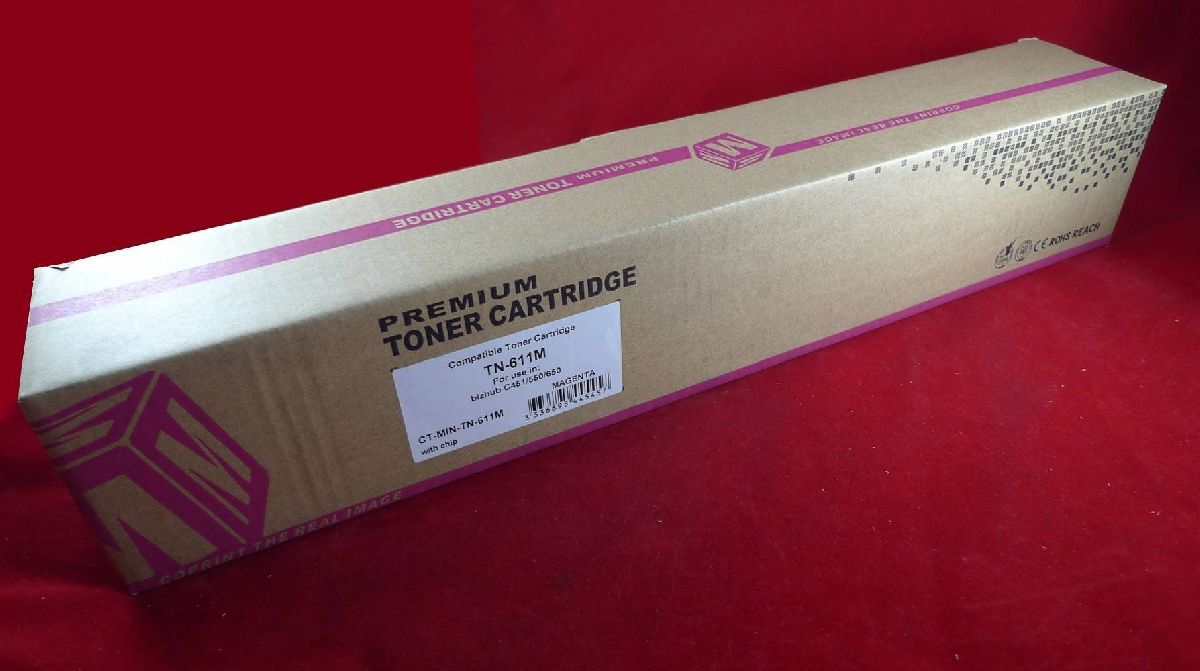 PREMIUM TONER CARTRIDGE
COPRINT THE REAL IMAGE
PREMIUM
TONER CARTRIDGE
Compatible Toner Cartridge
TN-611M
For use in:
bizhub C451/550/650
MAGENTA
CT-MIN-TN-611M
with chip
CE ROHS REACH
COPRINT THE REAL IMAGE